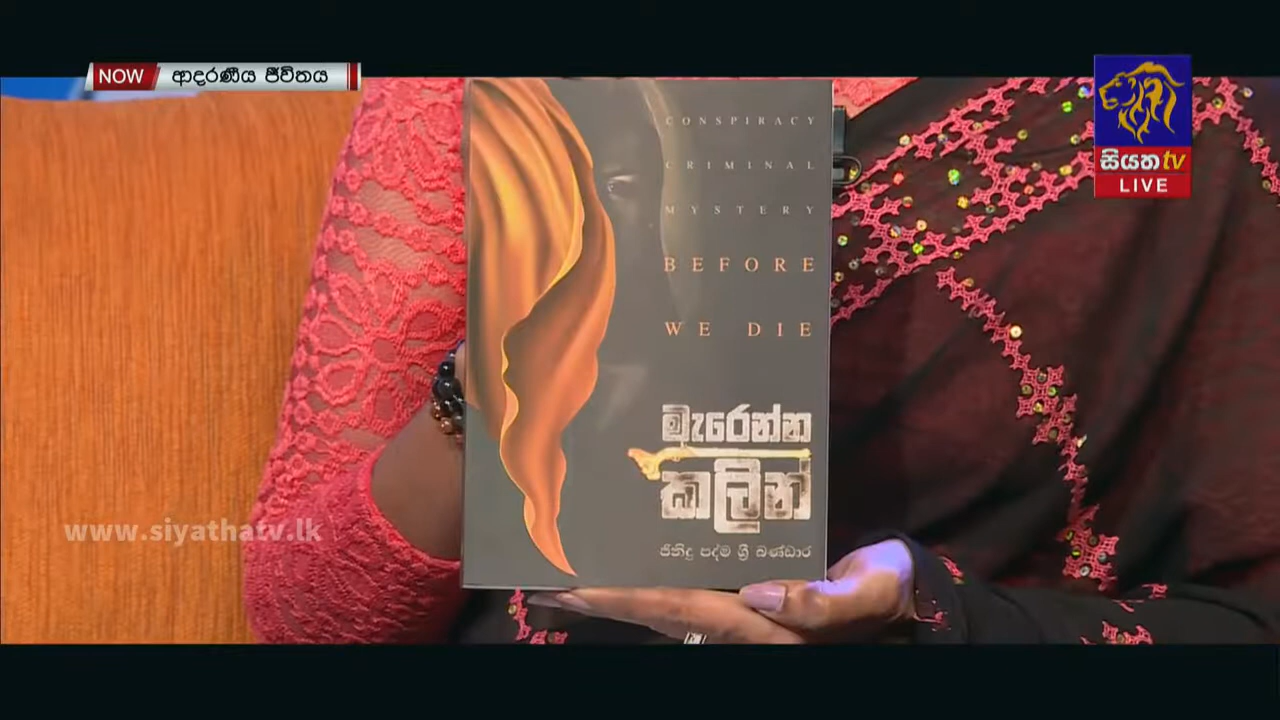 NOW ආදරණීය ජීවිතය
සියත tv
LIVE
CONSPIRACY
CRIMINAL
MYSTERY
BEFORE
WE DIE
මැරෙන්න
කලින්
ජිනිදු පද්ම ශ්‍රී බණ්ඩාර
www.siyathatv.lk